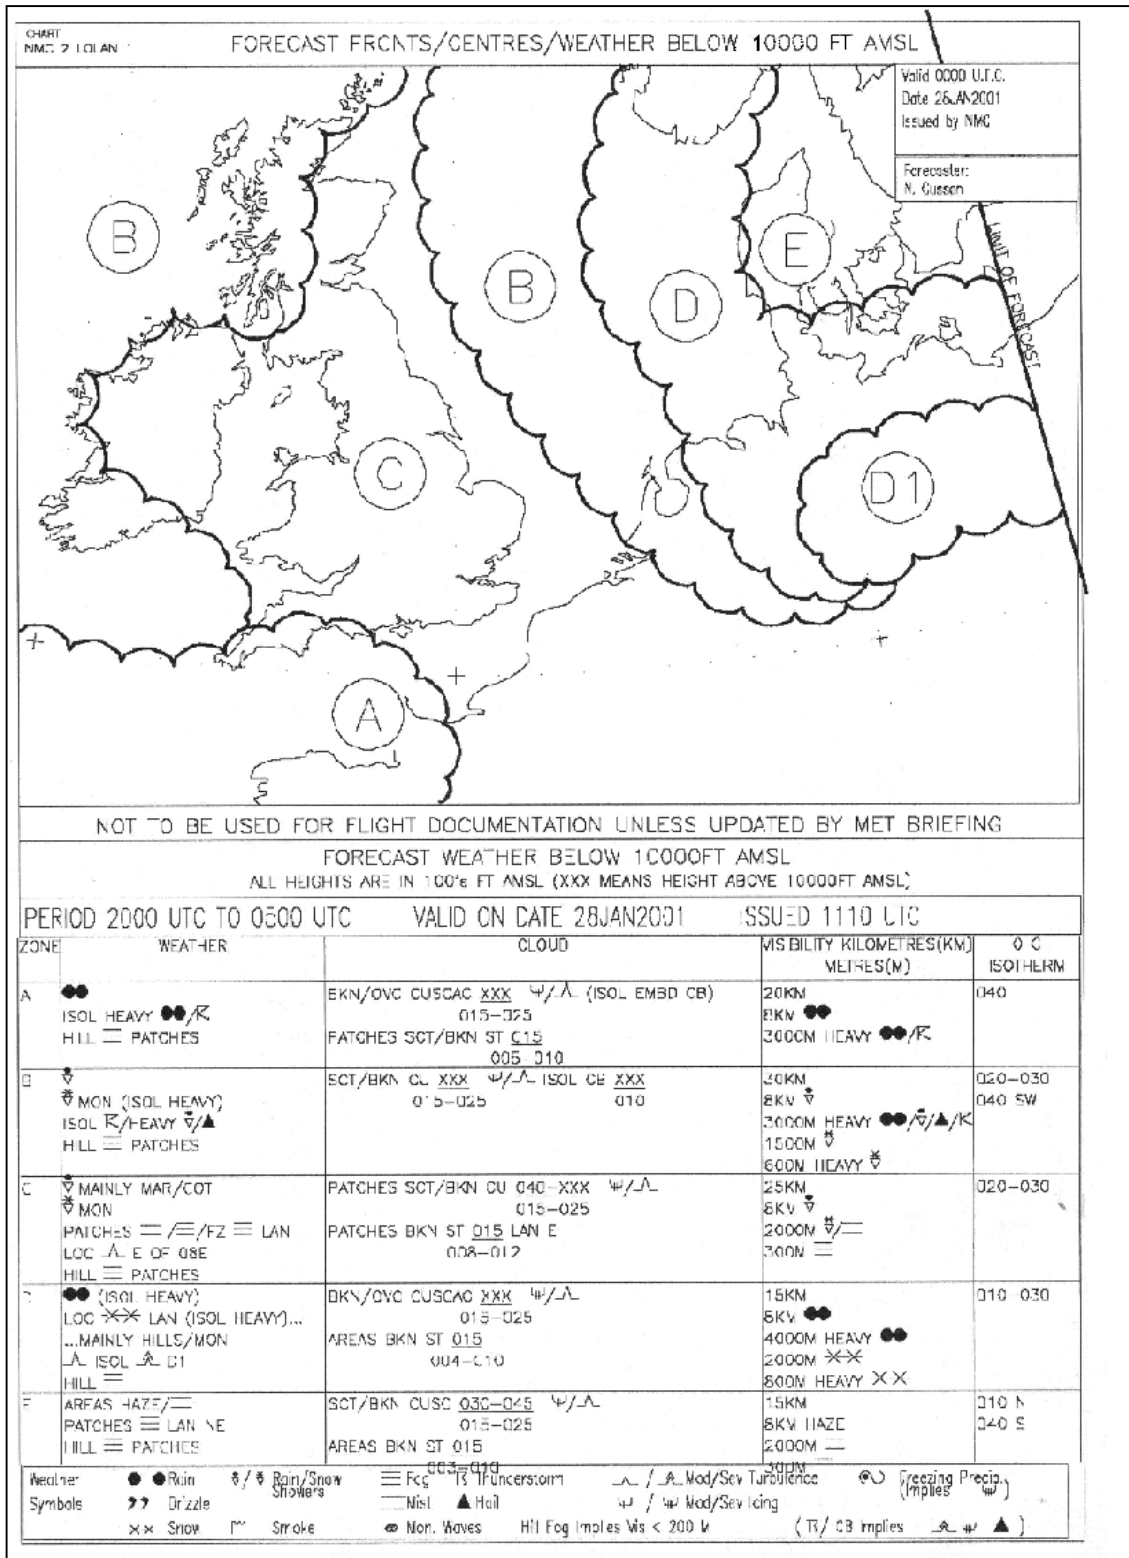 CHART
FORECAST FRONTS/CENTRES/WEATHER BELOW 10000 FT AMSL
Valid 0000 U.T.C.
Date 28JAN2001
Issued by NMC
Forecaster:
N. Gusson
B
E
B
D
LIMIT OF FORECAST
C
D1
A
NOT TO BE USED FOR FLIGHT DOCUMENTATION UNLESS UPDATED BY MET BRIEFING
FORECAST WEATHER BELOW 10000FT AMSL
ALL HEIGHTS ARE IN 100's FT AMSL (XXX MEANS HEIGHT ABOVE 10000FT AMSL)
PERIOD 2000 UTC TO UTC VALID ON DATE 28JAN2001 ISSUED 1110 UTC
ZONE WEATHER CLOUD VISIBILITY KILOMETRES(KM) METRES(M) 0 C ISOTHERM
A BKN/OVC CUSCAC XXX (ISOL EMBD CB) 20KM 040
015-025 8KM
ISOL HEAVY 3000M HEAVY
HILL PATCHES PATCHES SCT/BKN ST 015
005-010
B SCT/BKN CU XXX ISOL CB XXX 30KM 020-030
MON (ISOL HEAVY) 015-025 010 8KM 040 SW
ISOL /HEAVY 3000M HEAVY
HILL PATCHES 1500M
600M HEAVY
C MAINLY MAR/COT PATCHES SCT/BKN CU 040-XXX 25KM 020-030
MON 015-025 8KM
PATCHES / /FZ LAN PATCHES BKN ST 015 LAN E 2000M
LOC E OF 08E 008-012 300M
HILL PATCHES
D (ISOL HEAVY) BKN/OVC CUSCAC XXX 15KM 010-030
LOC LAN (ISOL HEAVY)... 015-025
...MAINLY HILLS/MON AREAS BKN ST 015 4000M HEAVY
ISOL D1 004-010 2000M
HILL 800M HEAVY
E AREAS HAZE/ SCT/BKN CUSC 030-045 15KM 010 N
PATCHES LAN NE 015-025 8KM HAZE 040 S
HILL PATCHES AREAS BKN ST 015 2000M
003-010 300M
Weather Rain Rain/Snow Showers Fog Thunderstorm Mod/Sev Turbulence Freezing Precip. (Implies )
Symbols Drizzle Mist Hail Mod/Sev Icing
Snow Smoke Waves Hill Fog Implies Vis < 200 M ( / CB implies )